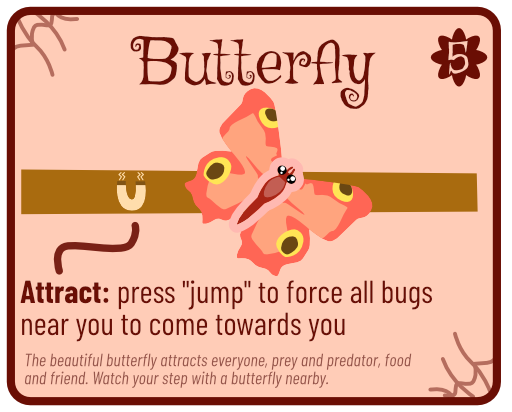 Butterfly
5
Attract: press "jump" to force all bugs
near you to come towards you
The beautiful butterfly attracts everyone, prey and predator, food
and friend. Watch your step with a butterfly nearby.